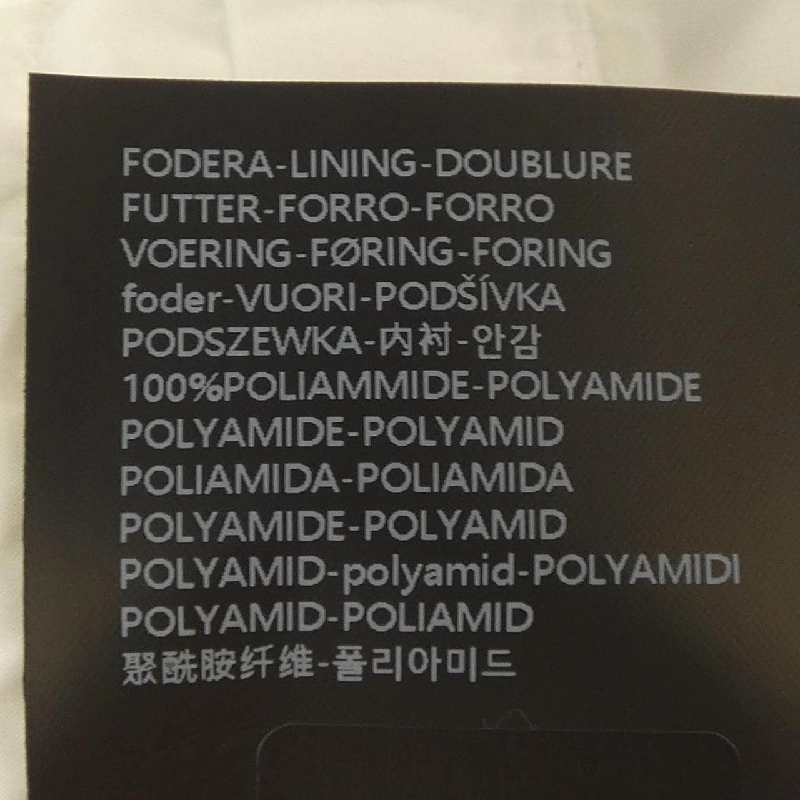 FODERA-LINING-DOUBLURE
FUTTER-FORRO-FORRO
VOERING-FØRING-FORING
foder-VUORI-PODŠÍVKA
PODSZEWKA-内衬-안감
100%POLIAMMIDE-POLYAMIDE
POLYAMIDE-POLYAMID
POLIAMIDA-POLIAMIDA
POLYAMIDE-POLYAMID
POLYAMID-polyamid-POLYAMIDI
POLYAMID-POLIAMID
聚酰胺纤维-폴리아미드